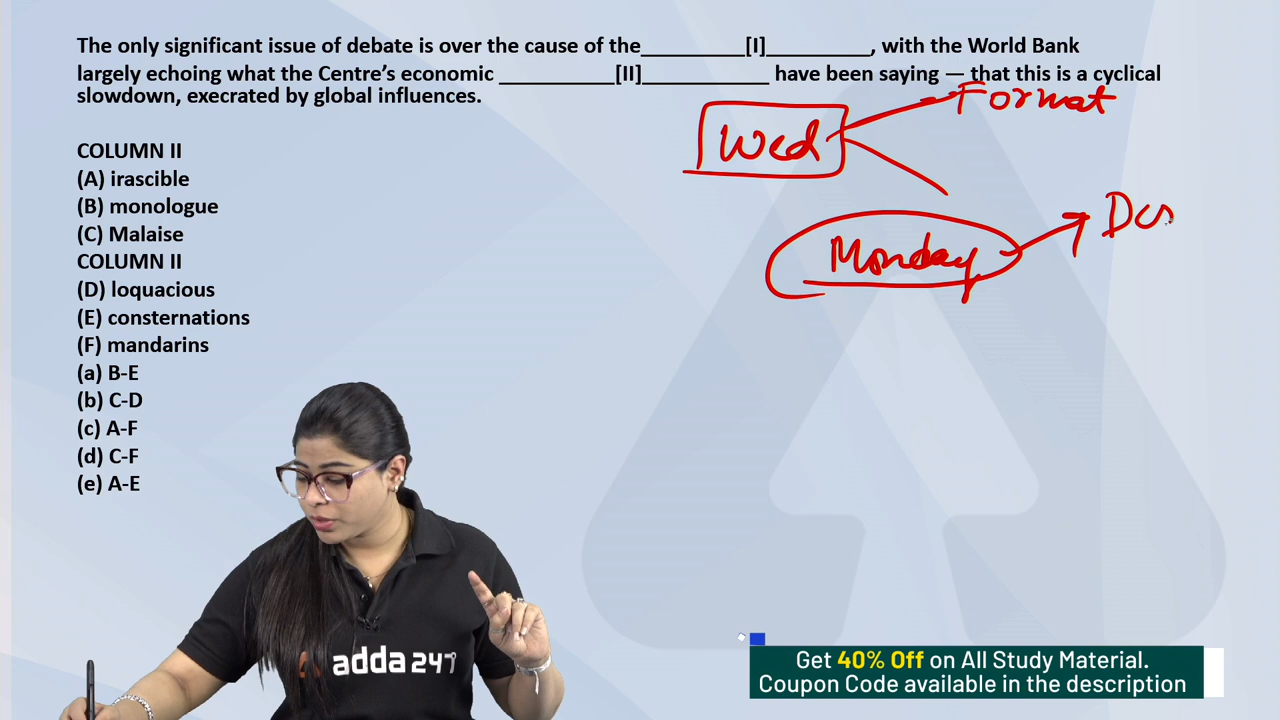 The only significant issue of debate is over the cause of the__________[I]__________, with the World Bank
largely echoing what the Centre's economic ___________[II]____________ have been saying — that this is a cyclical
slowdown, execrated by global influences.
Format
Wed
COLUMN II
(A) irascible
(B) monologue
(C) Malaise
Monday
COLUMN II
(D) loquacious
(E) consternations
(F) mandarins
(a) B-E
(b) C-D
(c) A-F
(d) C-F
(e) A-E
adda247
Get 40% Off on All Study Material.
Coupon Code available in the description